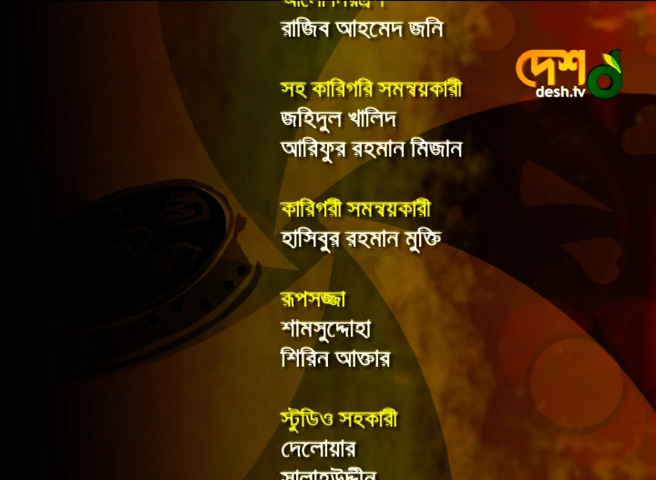 রাজিব আহমেদ জনি
দেশ
desh.tv
সহ কারিগরি সমন্বয়কারী
জহিদুল খালিদ
আরিফুর রহমান মিজান
কারিগরী সমন্বয়কারী
হাসিবুর রহমান মুক্তি
রূপসজ্জা
শামসুদ্দোহা
শিরিন আক্তার
স্টুডিও সহকারী
দেলোয়ার
সালাহউদ্দীন